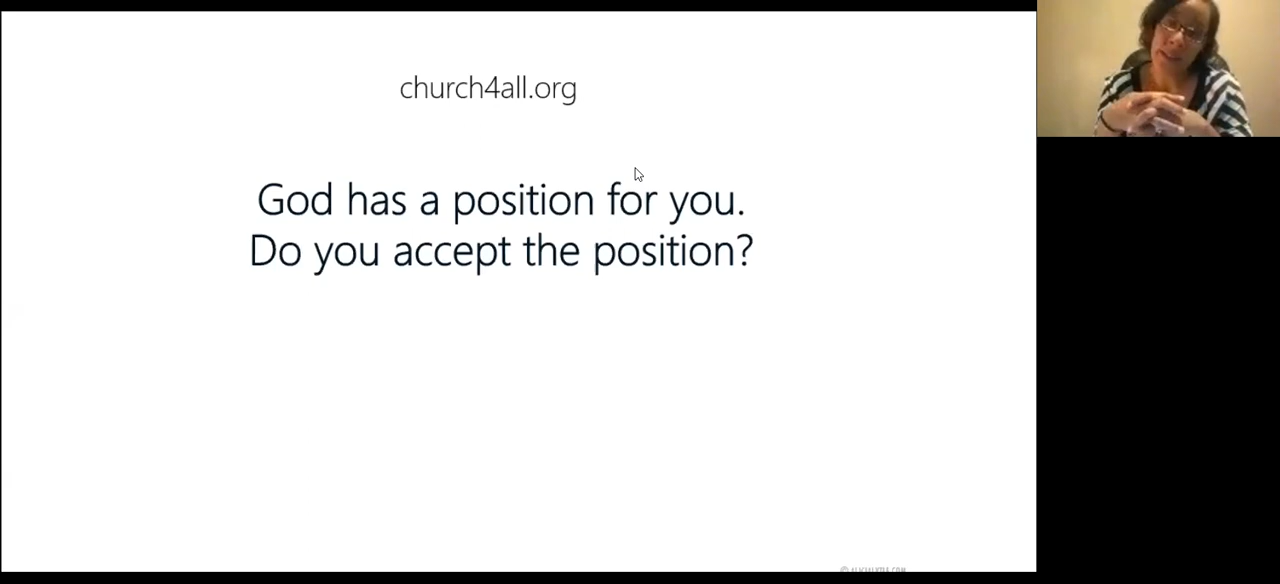 church4all.org
God has a position for you.
Do you accept the position?